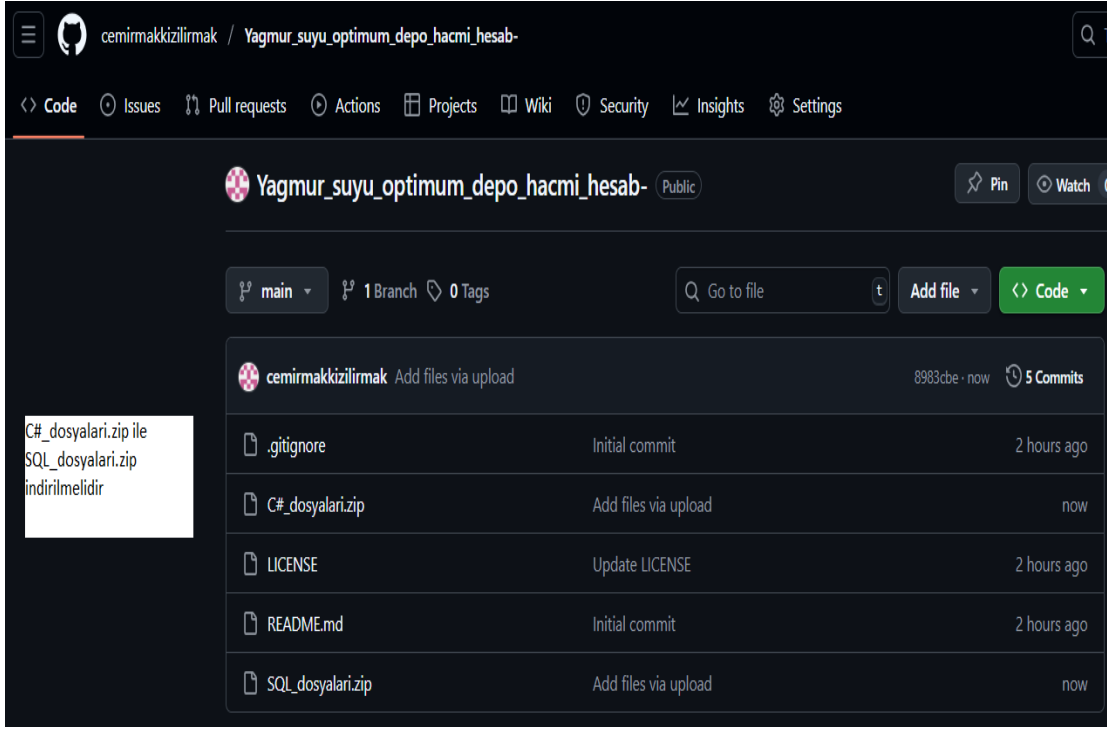 cemirmakkizilirmak / Yagmur_suyu_optimum_depo_hacmi_hesab-
Code Issues Pull requests Actions Projects Wiki Security Insights Settings
Yagmur_suyu_optimum_depo_hacmi_hesab- Public
Pin Watch
main 1 Branch 0 Tags Go to file t Add file Code
cemirmakkizilirmak Add files via upload 8983cbe · now 5 Commits
.gitignore Initial commit 2 hours ago
C#_dosyalari.zip Add files via upload now
LICENSE Update LICENSE 2 hours ago
README.md Initial commit 2 hours ago
SQL_dosyalari.zip Add files via upload now
C#_dosyalari.zip ile
SQL_dosyalari.zip
indirilmelidir